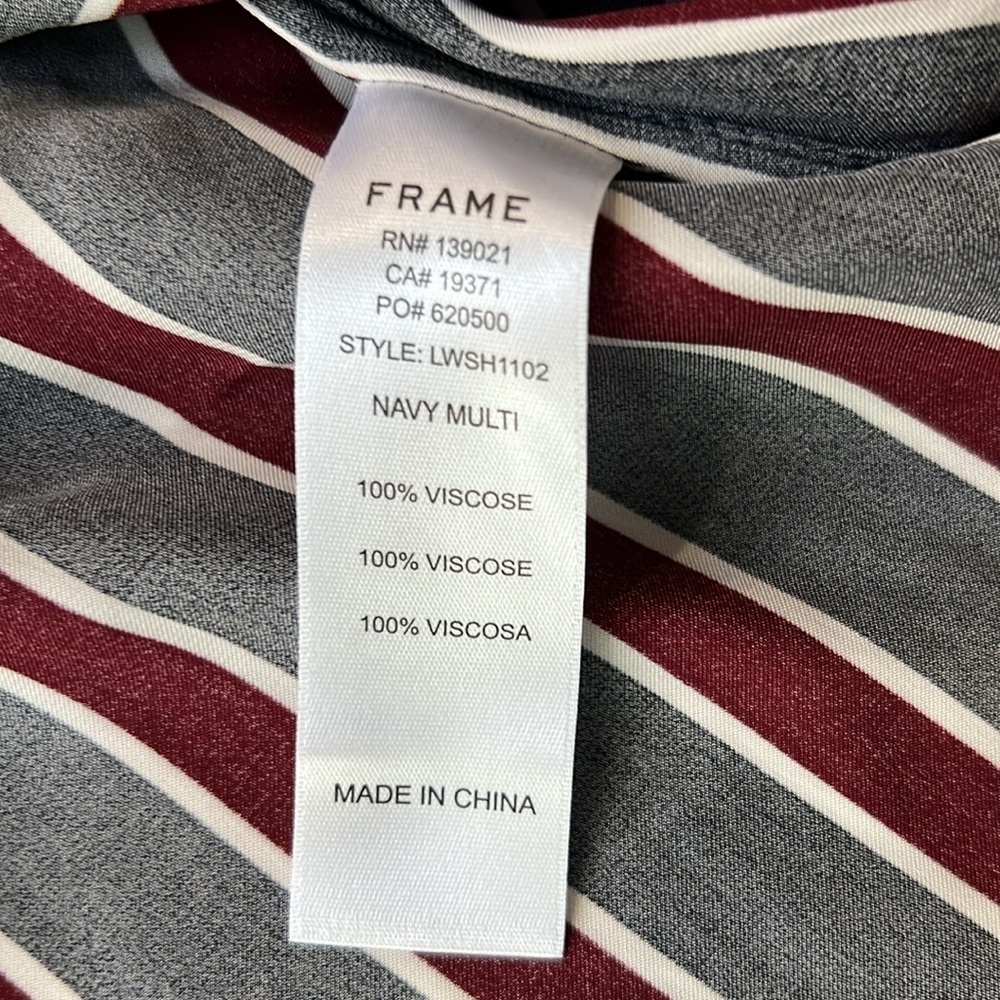 FRAME
RN# 139021
CA# 19371
PO# 620500
STYLE: LWSH1102
NAVY MULTI
100% VISCOSE
100% VISCOSE
100% VISCOSA
MADE IN CHINA